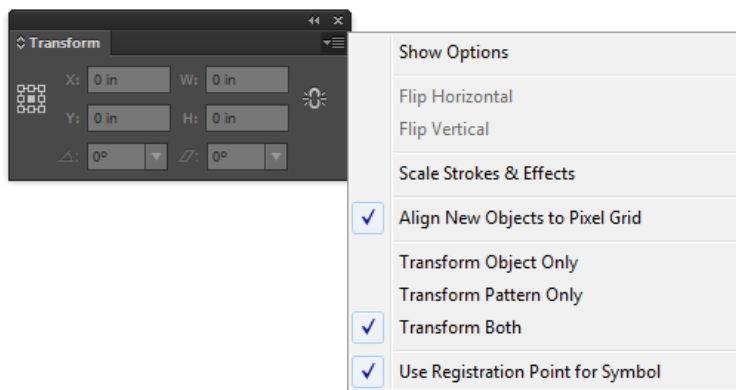 Transform
X: 0 in W: 0 in
Y: 0 in H: 0 in
0° 0°
Show Options
Flip Horizontal
Flip Vertical
Scale Strokes & Effects
Align New Objects to Pixel Grid
Transform Object Only
Transform Pattern Only
Transform Both
Use Registration Point for Symbol